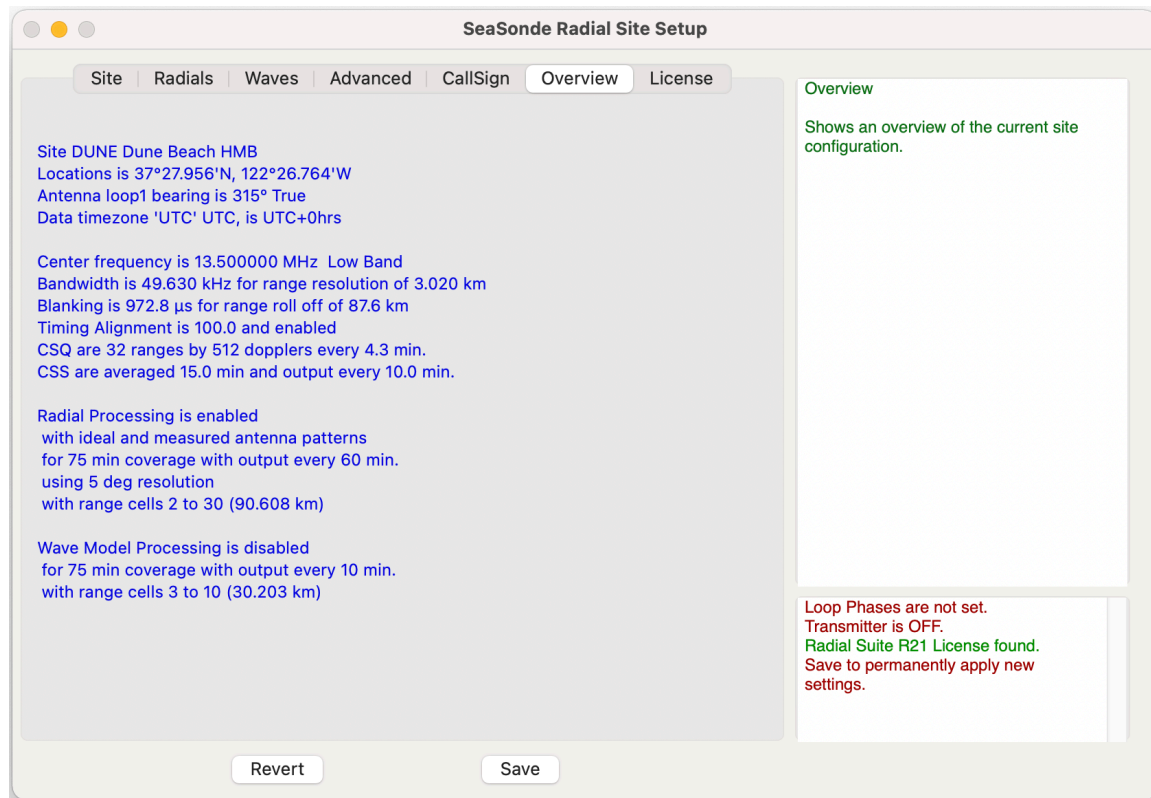 SeaSonde Radial Site Setup
Site Radials Waves Advanced CallSign Overview License
Site DUNE Dune Beach HMB
Locations is 37°27.956'N, 122°26.764'W
Antenna loop1 bearing is 315° True
Data timezone 'UTC' UTC, is UTC+0hrs
Center frequency is 13.500000 MHz  Low Band
Bandwidth is 49.630 kHz for range resolution of 3.020 km
Blanking is 972.8 µs for range roll off of 87.6 km
Timing Alignment is 100.0 and enabled
CSQ are 32 ranges by 512 dopplers every 4.3 min.
CSS are averaged 15.0 min and output every 10.0 min.
Radial Processing is enabled
with ideal and measured antenna patterns
for 75 min coverage with output every 60 min.
using 5 deg resolution
with range cells 2 to 30 (90.608 km)
Wave Model Processing is disabled
for 75 min coverage with output every 10 min.
with range cells 3 to 10 (30.203 km)
Overview
Shows an overview of the current site
configuration.
Loop Phases are not set.
Transmitter is OFF.
Radial Suite R21 License found.
Save to permanently apply new
settings.
Revert Save